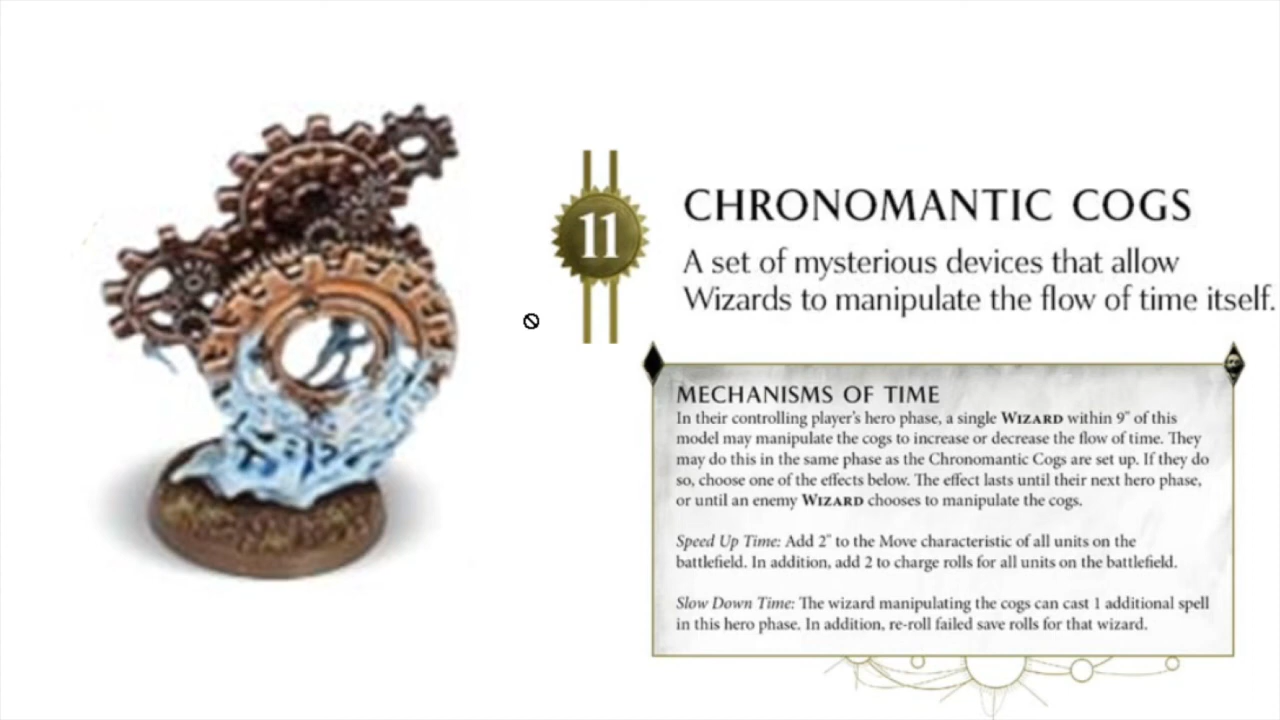 11
CHRONOMANTIC COGS
A set of mysterious devices that allow
Wizards to manipulate the flow of time itself.
MECHANISMS OF TIME
In their controlling player's hero phase, a single WIZARD within 9" of this
model may manipulate the cogs to increase or decrease the flow of time. They
may do this in the same phase as the Chronomantic Cogs are set up. If they do
so, choose one of the effects below. The effect lasts until their next hero phase,
or until an enemy WIZARD chooses to manipulate the cogs.
Speed Up Time: Add 2" to the Move characteristic of all units on the
battlefield. In addition, add 2 to charge rolls for all units on the battlefield.
Slow Down Time: The wizard manipulating the cogs can cast 1 additional spell
in this hero phase. In addition, re-roll failed save rolls for that wizard.